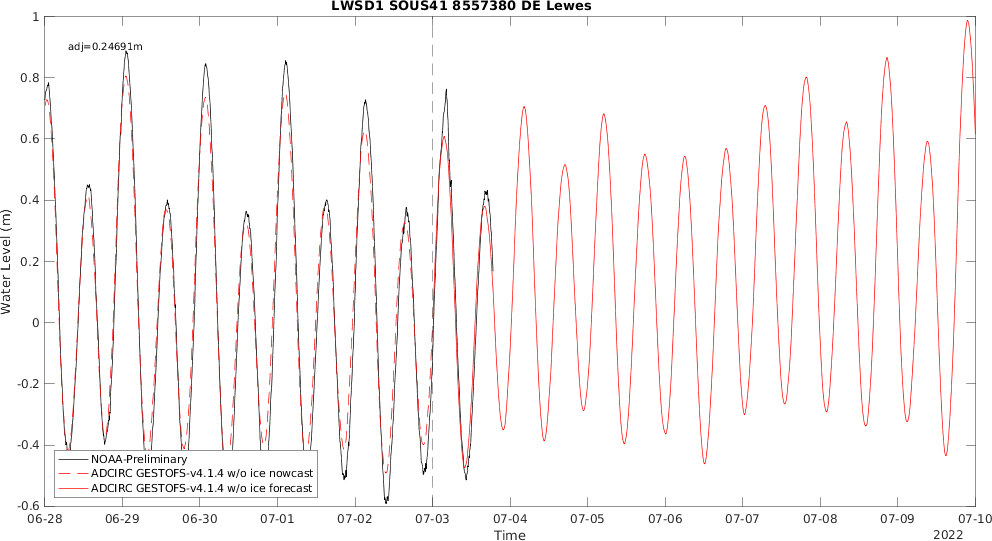 LWSD1 SOUS41 8557380 DE Lewes
adj=0.24691m
Water Level (m)
1
0.8
0.6
0.4
0.2
0
-0.2
-0.4
-0.6
NOAA-Preliminary
ADCIRC GESTOFS-v4.1.4 w/o ice nowcast
ADCIRC GESTOFS-v4.1.4 w/o ice forecast
06-28 06-29 06-30 07-01 07-02 07-03 07-04 07-05 07-06 07-07 07-08 07-09 07-10
Time
2022